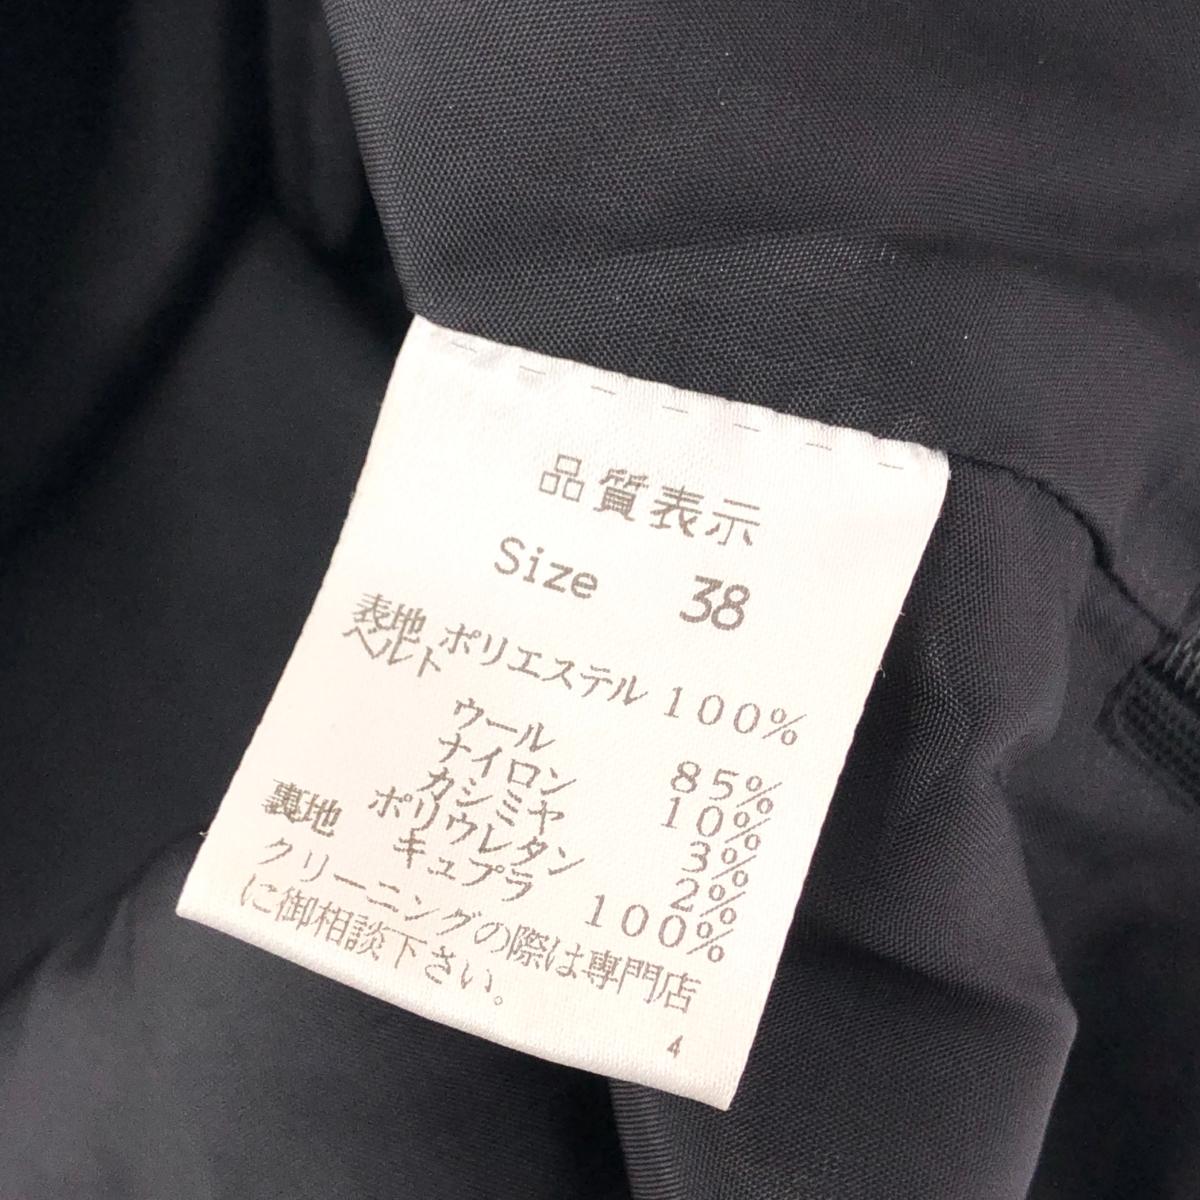 品質表示
Size 38
表地 ポリエステル 100%
ベルト
ウール 85%
ナイロン 10%
カシミヤ 3%
ポリウレタン 2%
裏地 キュプラ 100%
クリーニングの際は専門店
に御相談下さい。
4